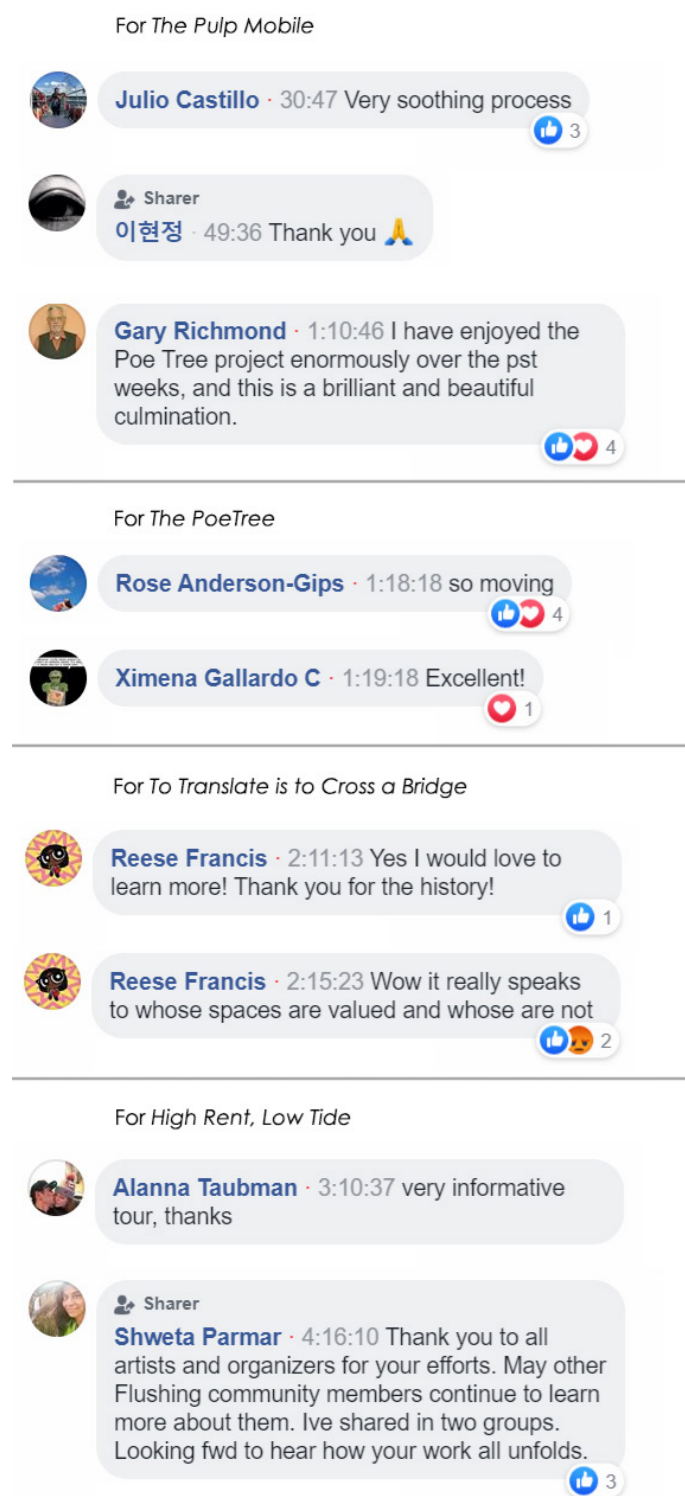 For The Pulp Mobile
Julio Castillo · 30:47 Very soothing process
3
Sharer
이현정 · 49:36 Thank you 🙏
Gary Richmond · 1:10:46 I have enjoyed the
Poe Tree project enormously over the pst
weeks, and this is a brilliant and beautiful
culmination.
4
For The PoeTree
Rose Anderson-Gips · 1:18:18 so moving
4
Ximena Gallardo C · 1:19:18 Excellent!
1
For To Translate is to Cross a Bridge
Reese Francis · 2:11:13 Yes I would love to
learn more! Thank you for the history!
1
Reese Francis · 2:15:23 Wow it really speaks
to whose spaces are valued and whose are not
2
For High Rent, Low Tide
Alanna Taubman · 3:10:37 very informative
tour, thanks
Sharer
Shweta Parmar · 4:16:10 Thank you to all
artists and organizers for your efforts. May other
Flushing community members continue to learn
more about them. Ive shared in two groups.
Looking fwd to hear how your work all unfolds.
3